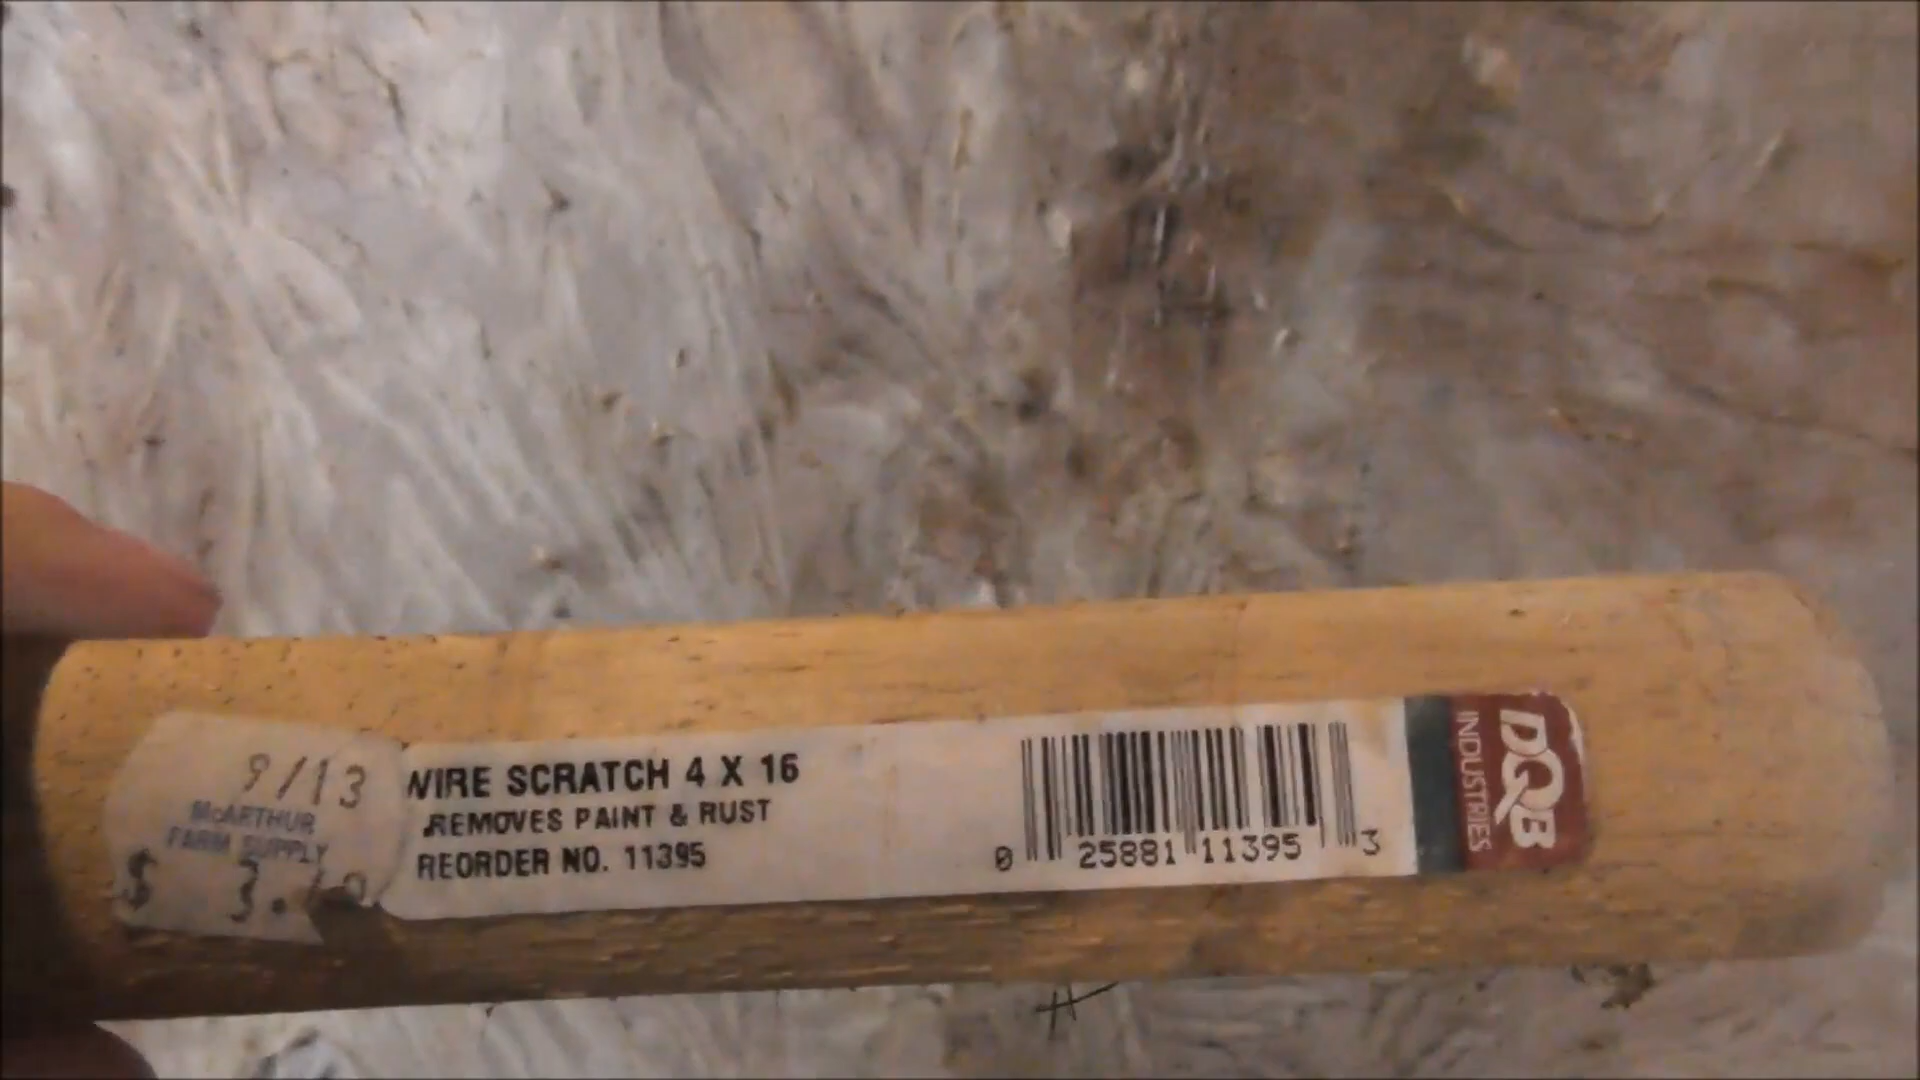 9/13
McARTHUR
FARM SUPPLY
$ 3.
WIRE SCRATCH 4 X 16
REMOVES PAINT & RUST
REORDER NO. 11395
0 25881 11395 3
DQB
INDUSTRIES